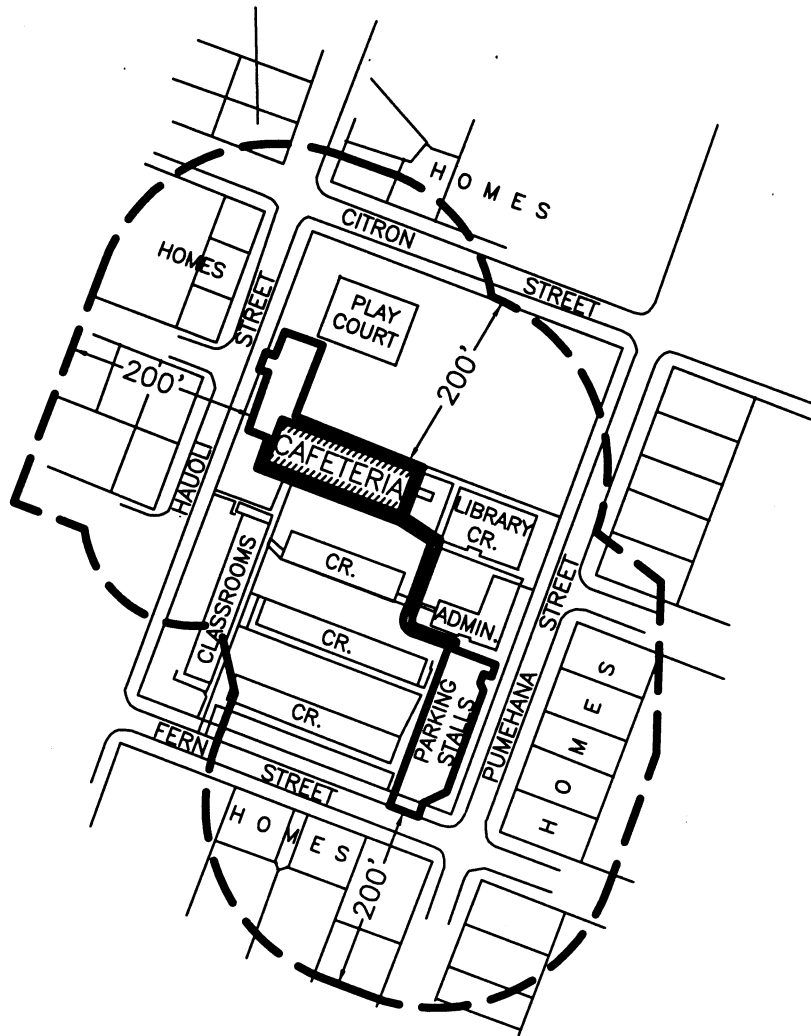 HOMES
CITRON
STREET
HOMES
STREET
PLAY
COURT
200'
200'
CAFETERIA
HAUOLI
LIBRARY
CR.
CLASSROOMS
CR.
STREET
ADMIN.
CR.
HOMES
PARKING
STALLS
PUMEHANA
CR.
FERN
STREET
HOMES
200'